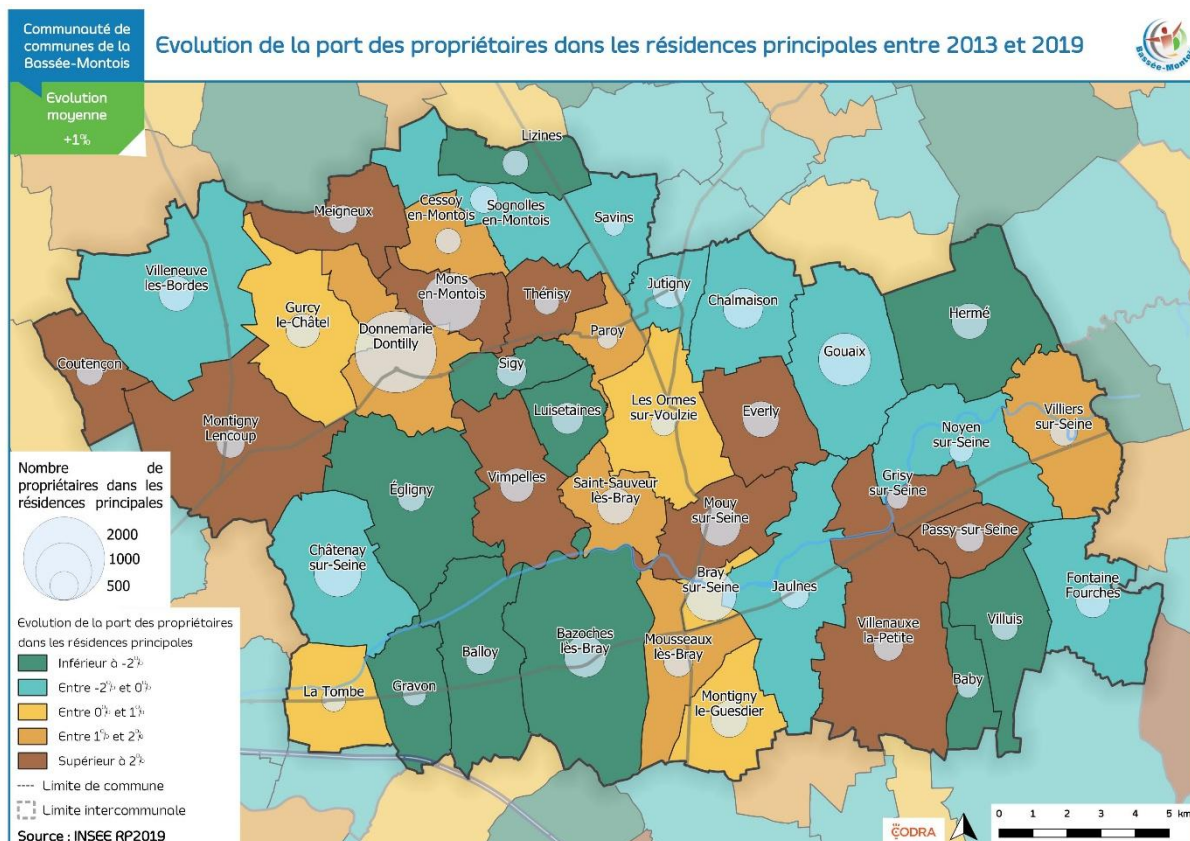 Communauté de
communes de la
Bassée-Montois
Evolution de la part des propriétaires dans les résidences principales entre 2013 et 2019
Bassée-Montois
Evolution
moyenne
+1%
Lizines
Meigneux
Cessoy
en-Montois
Sognolles
en-Montois
Savins
Villeneuve
les-Bordes
Gurcy
le-Châtel
Mons
en-Montois
Thénisy
Jutigny
Chalmaison
Hermé
Donnemarie
Dontilly
Paroy
Gouaix
Coutençon
Sigy
Montigny
Lencoup
Luisetaines
Les Ormes
sur-Voulzie
Everly
Noyen
sur-Seine
Villiers
sur-Seine
Vimpelles
Saint-Sauveur
lès-Bray
Grisy
sur-Seine
Égligny
Mouy
sur-Seine
Passy-sur-Seine
Châtenay
sur-Seine
Bray
sur-Seine
Jaulnes
Fontaine
Fourches
Villenauxe
la-Petite
Villuis
Bazoches
lès-Bray
Mousseaux
lès-Bray
Balloy
Gravon
La Tombe
Montigny
le-Guesdier
Baby
Nombre de
propriétaires dans les
résidences principales
2000
1000
500
Evolution de la part des propriétaires
dans les résidences principales
Inférieur à -2%
Entre -2% et 0%
Entre 0% et 1%
Entre 1% et 2%
Supérieur à 2%
Limite de commune
Limite intercommunale
Source : INSEE RP2019
CODRA
0 1 2 3 4 5 km